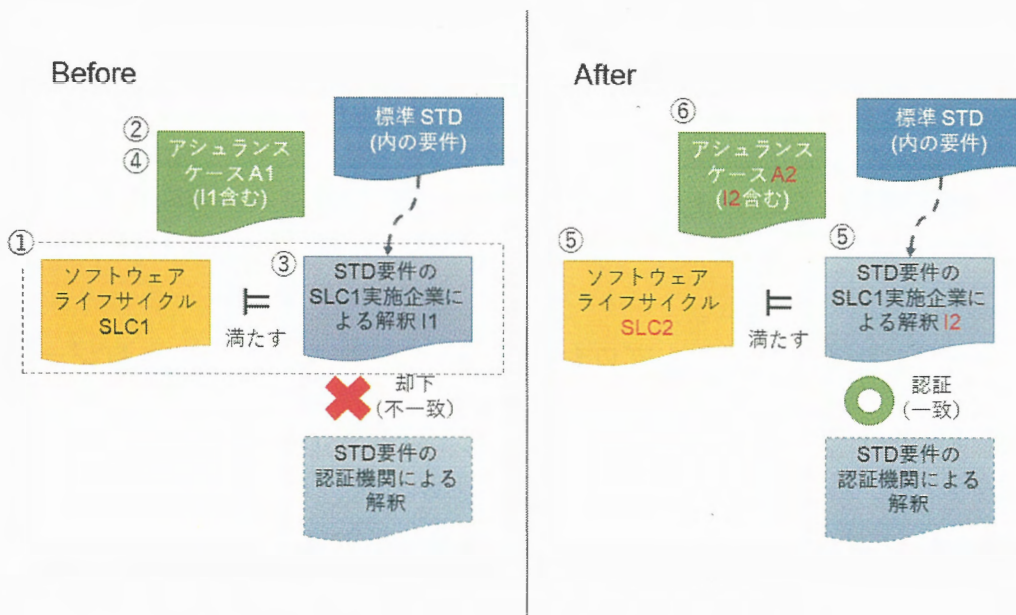 Before
②
④
アシュランス
ケース A1
(I1含む)
標準 STD
(内の要件)
①
ソフトウェア
ライフサイクル
SLC1
⊨
満たす
③
STD要件の
SLC1実施企業に
よる解釈 I1
却下
(不一致)
STD要件の
認証機関による
解釈
After
⑥
アシュランス
ケース A2
(I2 含む)
標準 STD
(内の要件)
⑤
ソフトウェア
ライフサイクル
SLC2
⊨
満たす
⑤
STD要件の
SLC1実施企業に
よる解釈 I2
認証
(一致)
STD要件の
認証機関による
解釈